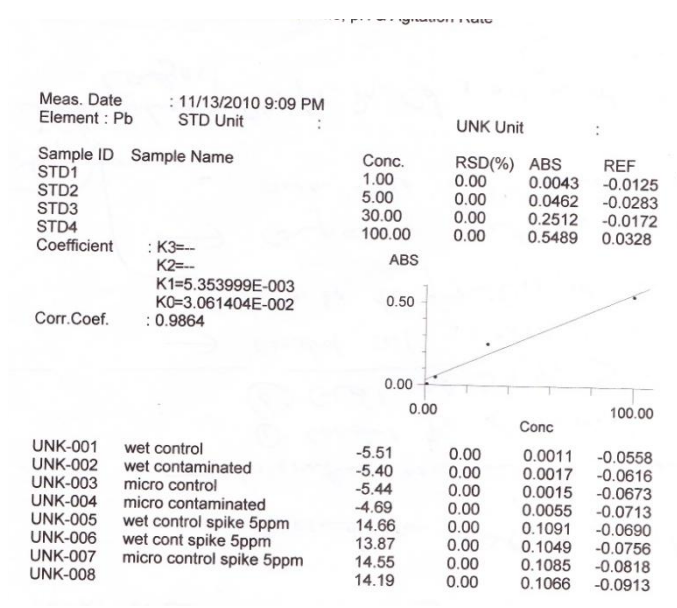 pH & Agitation Rate
Meas. Date : 11/13/2010 9:09 PM
Element : Pb STD Unit : UNK Unit :
Sample ID Sample Name Conc. RSD(%) ABS REF
STD1 1.00 0.00 0.0043 -0.0125
STD2 5.00 0.00 0.0462 -0.0283
STD3 30.00 0.00 0.2512 -0.0172
STD4 100.00 0.00 0.5489 0.0328
Coefficient : K3=--
K2=--
K1=5.353999E-003
K0=3.061404E-002
Corr.Coef. : 0.9864
ABS
0.50
0.00
0.00 100.00
Conc
UNK-001 wet control -5.51 0.00 0.0011 -0.0558
UNK-002 wet contaminated -5.40 0.00 0.0017 -0.0616
UNK-003 micro control -5.44 0.00 0.0015 -0.0673
UNK-004 micro contaminated -4.69 0.00 0.0055 -0.0713
UNK-005 wet control spike 5ppm 14.66 0.00 0.1091 -0.0690
UNK-006 wet cont spike 5ppm 13.87 0.00 0.1049 -0.0756
UNK-007 micro control spike 5ppm 14.55 0.00 0.1085 -0.0818
UNK-008 14.19 0.00 0.1066 -0.0913